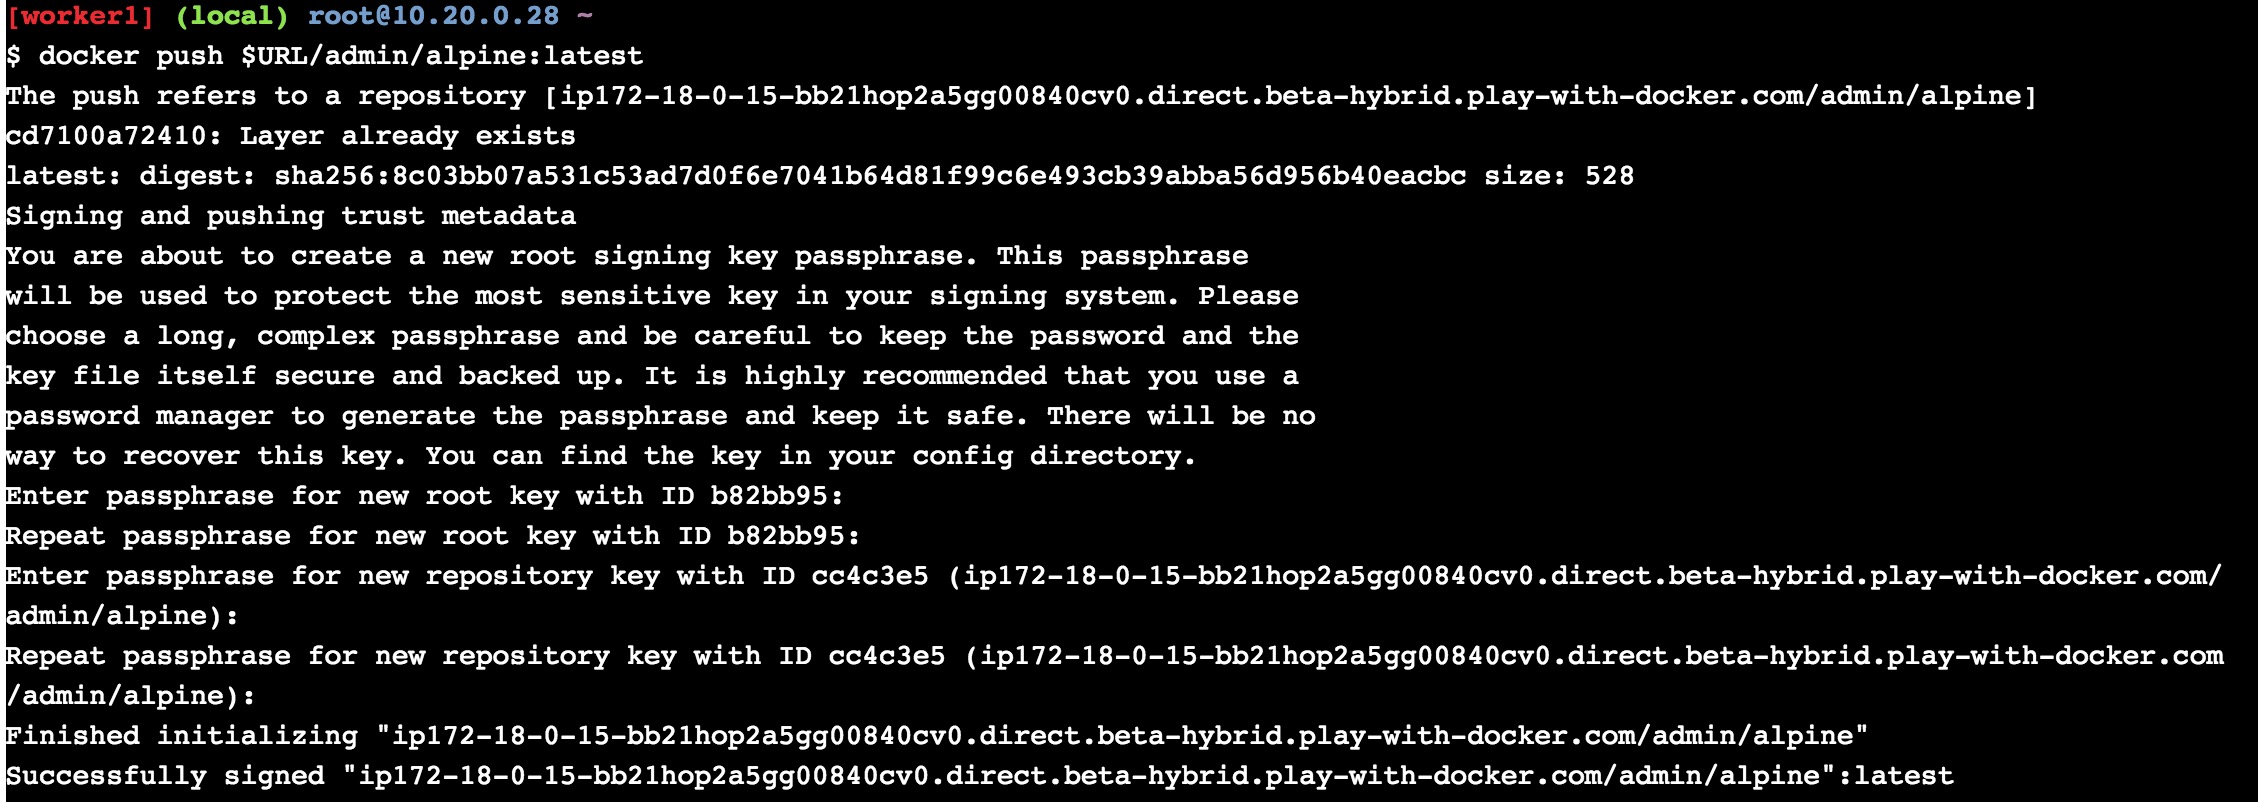 [worker1] (local) root@10.20.0.28 ~
$ docker push $URL/admin/alpine:latest
The push refers to a repository [ip172-18-0-15-bb21hop2a5gg00840cv0.direct.beta-hybrid.play-with-docker.com/admin/alpine]
cd7100a72410: Layer already exists
latest: digest: sha256:8c03bb07a531c53ad7d0f6e7041b64d81f99c6e493cb39abba56d956b40eacbc size: 528
Signing and pushing trust metadata
You are about to create a new root signing key passphrase. This passphrase
will be used to protect the most sensitive key in your signing system. Please
choose a long, complex passphrase and be careful to keep the password and the
key file itself secure and backed up. It is highly recommended that you use a
password manager to generate the passphrase and keep it safe. There will be no
way to recover this key. You can find the key in your config directory.
Enter passphrase for new root key with ID b82bb95:
Repeat passphrase for new root key with ID b82bb95:
Enter passphrase for new repository key with ID cc4c3e5 (ip172-18-0-15-bb21hop2a5gg00840cv0.direct.beta-hybrid.play-with-docker.com/
admin/alpine):
Repeat passphrase for new repository key with ID cc4c3e5 (ip172-18-0-15-bb21hop2a5gg00840cv0.direct.beta-hybrid.play-with-docker.com
/admin/alpine):
Finished initializing "ip172-18-0-15-bb21hop2a5gg00840cv0.direct.beta-hybrid.play-with-docker.com/admin/alpine"
Successfully signed "ip172-18-0-15-bb21hop2a5gg00840cv0.direct.beta-hybrid.play-with-docker.com/admin/alpine":latest